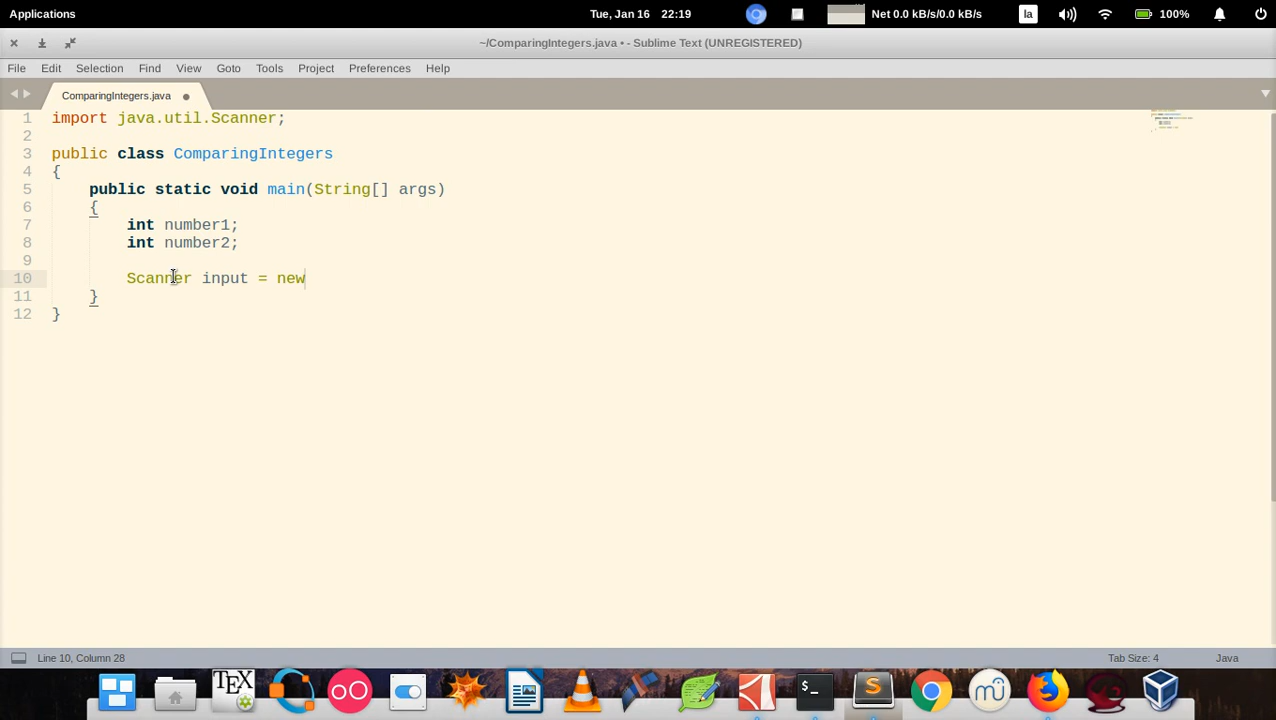 Applications
Tue, Jan 16 22:19
Net 0.0 kB/s/0.0 kB/s
la
100%
~/ComparingIntegers.java • - Sublime Text (UNREGISTERED)
File Edit Selection Find View Goto Tools Project Preferences Help
ComparingIntegers.java
1 import java.util.Scanner;
2
3 public class ComparingIntegers
4 {
5 public static void main(String[] args)
6 {
7 int number1;
8 int number2;
9
10 Scanner input = new
11 }
12 }
Line 10, Column 28
Tab Size: 4
Java
TEX
>_
S
mü